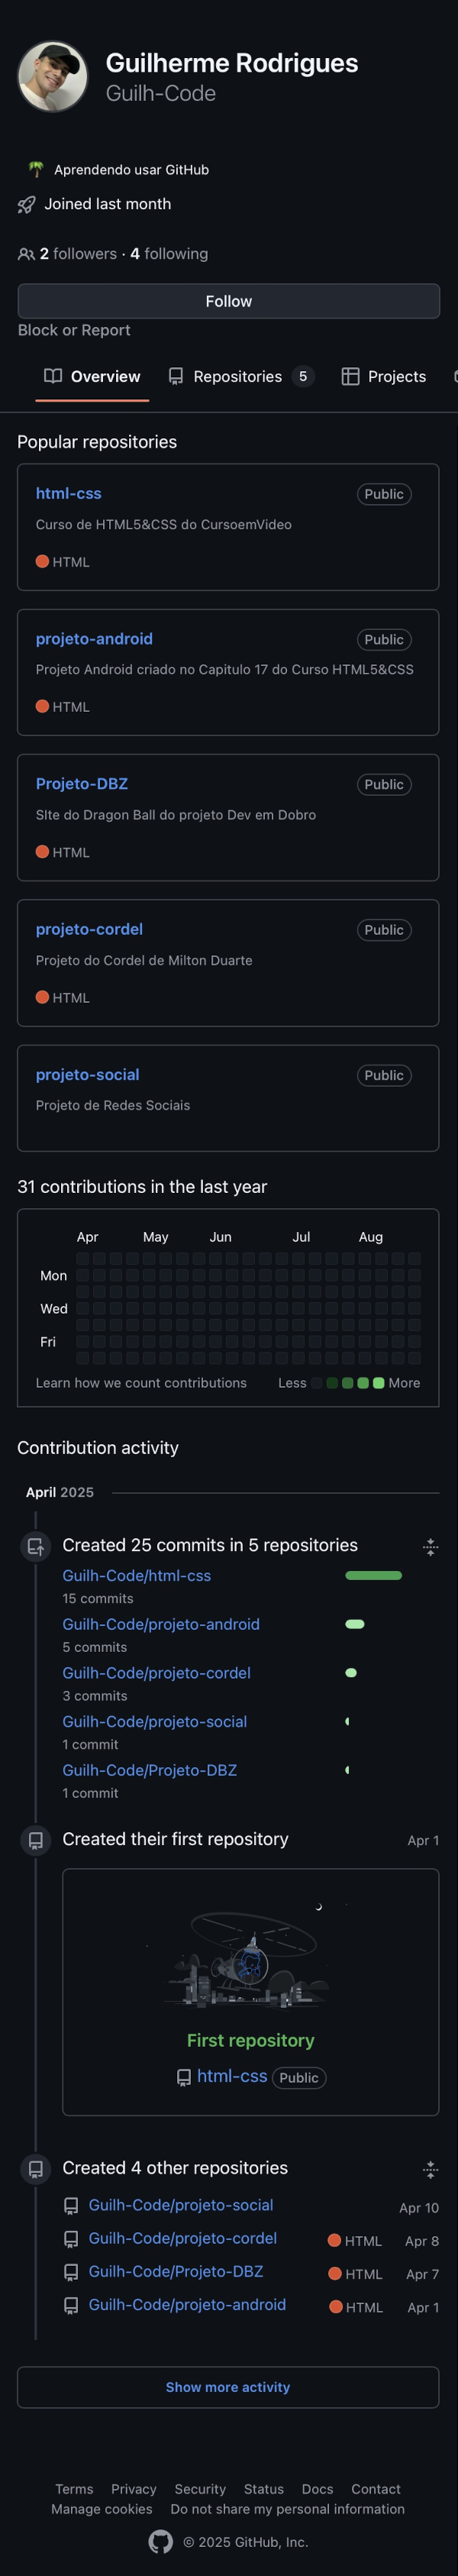 Guilherme Rodrigues
Guilh-Code
🌴 Aprendendo usar GitHub
Joined last month
2 followers · 4 following
Follow
Block or Report
Overview Repositories 5 Projects
Popular repositories
html-css Public
Curso de HTML5&CSS do CursoemVideo
HTML
projeto-android Public
Projeto Android criado no Capitulo 17 do Curso HTML5&CSS
HTML
Projeto-DBZ Public
SIte do Dragon Ball do projeto Dev em Dobro
HTML
projeto-cordel Public
Projeto do Cordel de Milton Duarte
HTML
projeto-social Public
Projeto de Redes Sociais
31 contributions in the last year
Apr May Jun Jul Aug
Mon
Wed
Fri
Learn how we count contributions Less More
Contribution activity
April 2025
Created 25 commits in 5 repositories
Guilh-Code/html-css
15 commits
Guilh-Code/projeto-android
5 commits
Guilh-Code/projeto-cordel
3 commits
Guilh-Code/projeto-social
1 commit
Guilh-Code/Projeto-DBZ
1 commit
Created their first repository Apr 1
First repository
html-css Public
Created 4 other repositories
Guilh-Code/projeto-social Apr 10
Guilh-Code/projeto-cordel HTML Apr 8
Guilh-Code/Projeto-DBZ HTML Apr 7
Guilh-Code/projeto-android HTML Apr 1
Show more activity
Terms Privacy Security Status Docs Contact
Manage cookies Do not share my personal information
© 2025 GitHub, Inc.